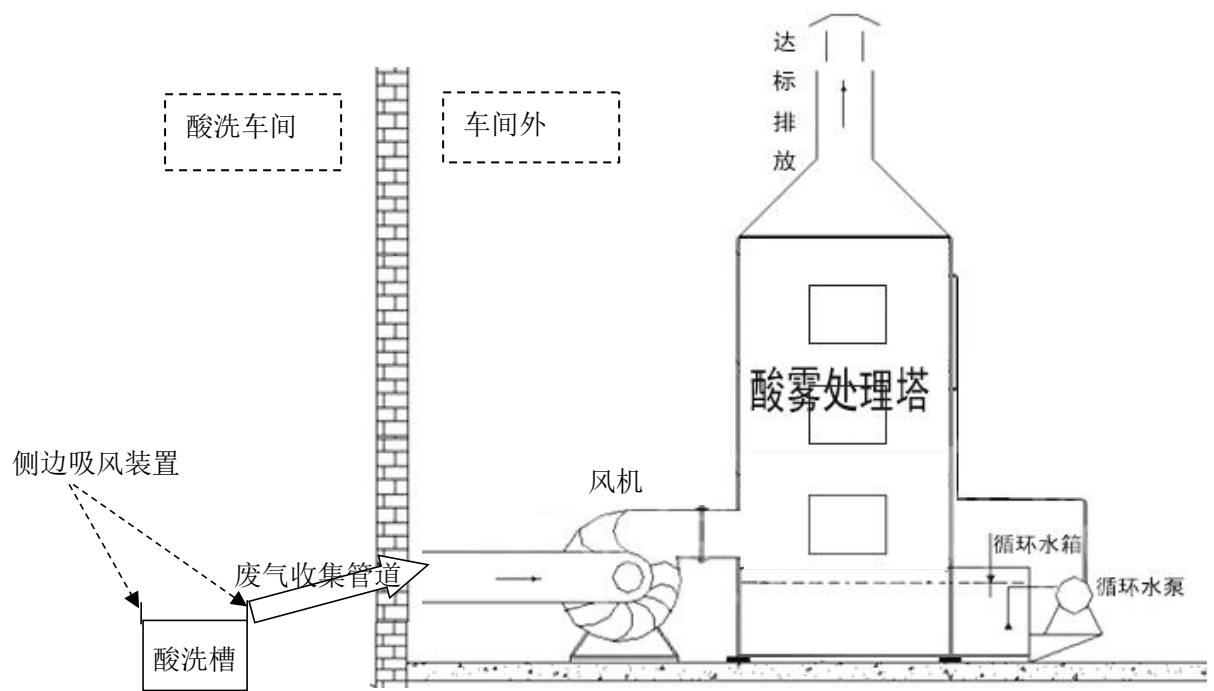 达标排放
酸洗车间
车间外
酸雾处理塔
侧边吸风装置
风机
废气收集管道
循环水箱
循环水泵
酸洗槽